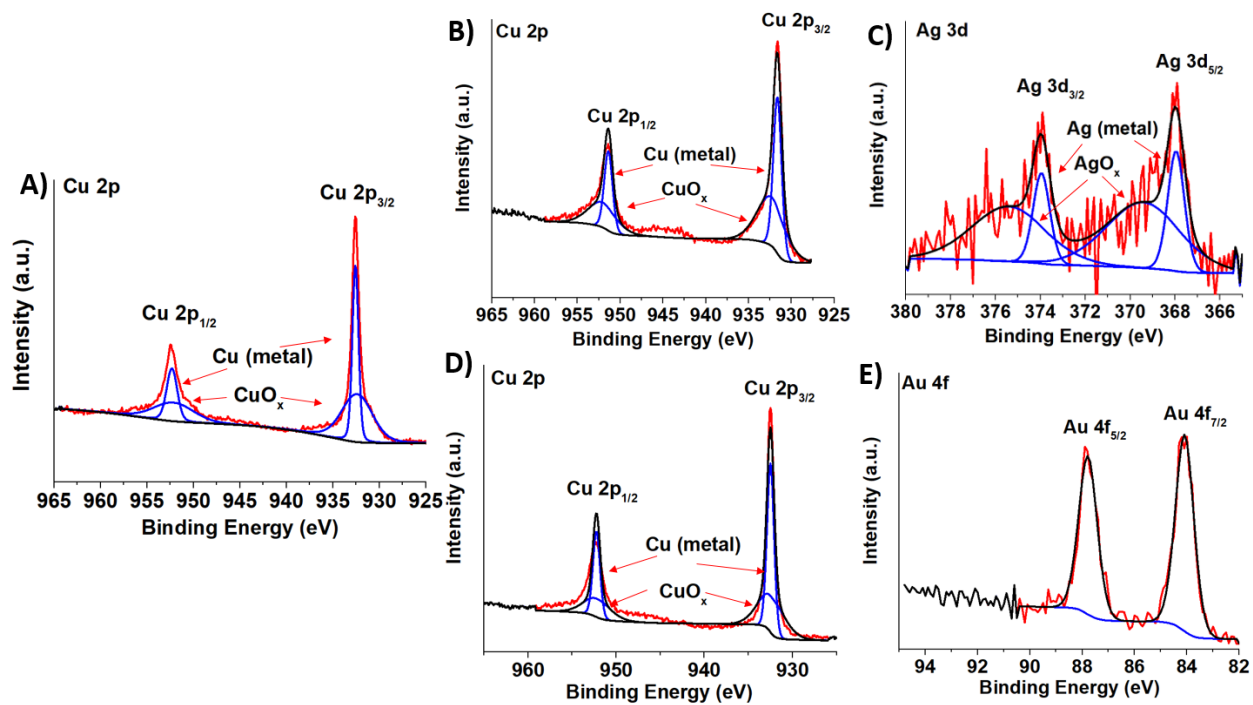 A)
Cu 2p
Cu 2p3/2
Cu 2p1/2
Cu (metal)
CuOx
Intensity (a.u.)
965 960 955 950 945 940 935 930 925
Binding Energy (eV)
B)
Cu 2p
Cu 2p3/2
Cu 2p1/2
Cu (metal)
CuOx
Intensity (a.u.)
965 960 955 950 945 940 935 930 925
Binding Energy (eV)
C)
Ag 3d
Ag 3d5/2
Ag 3d3/2
Ag (metal)
AgOx
Intensity (a.u.)
380 378 376 374 372 370 368 366
Binding Energy (eV)
D)
Cu 2p
Cu 2p3/2
Cu 2p1/2
Cu (metal)
CuOx
Intensity (a.u.)
960 950 940 930
Binding Energy (eV)
E)
Au 4f
Au 4f5/2
Au 4f7/2
Intensity (a.u.)
94 92 90 88 86 84 82
Binding Energy (eV)